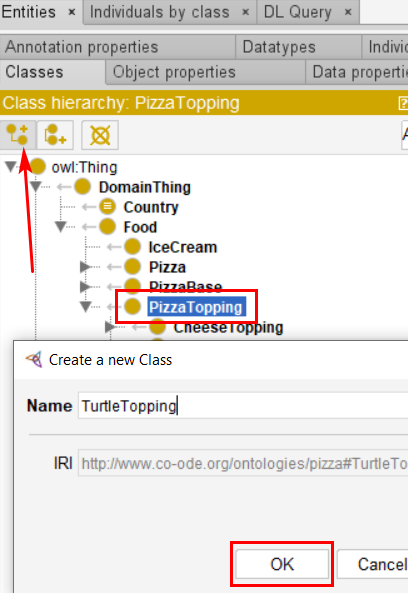 Entities × Individuals by class × DL Query ×
Annotation properties Datatypes
Classes Object properties Data propertie
Class hierarchy: PizzaTopping
owl:Thing
DomainThing
Country
Food
IceCream
Pizza
PizzaBase
PizzaTopping
CheeseTopping
Create a new Class
Name TurtleTopping
IRI http://www.co-ode.org/ontologies/pizza#TurtleTo
OK Cancel